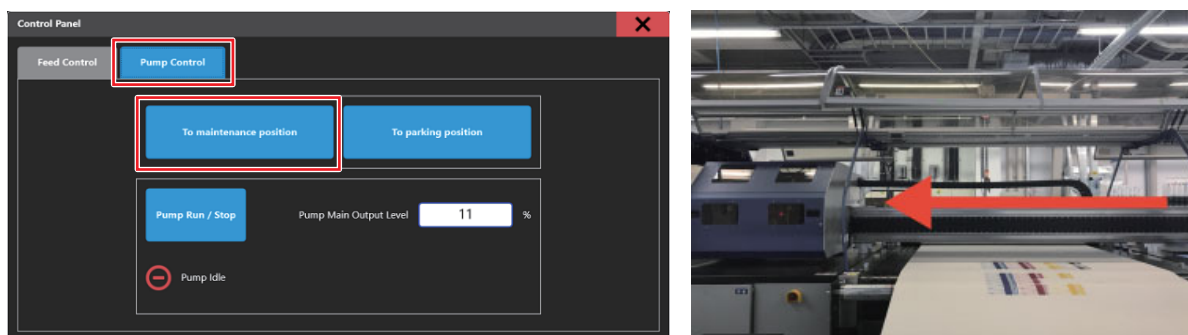 Control Panel
Feed Control
Pump Control
To maintenance position
To parking position
Pump Run / Stop
Pump Main Output Level
11
%
Pump Idle